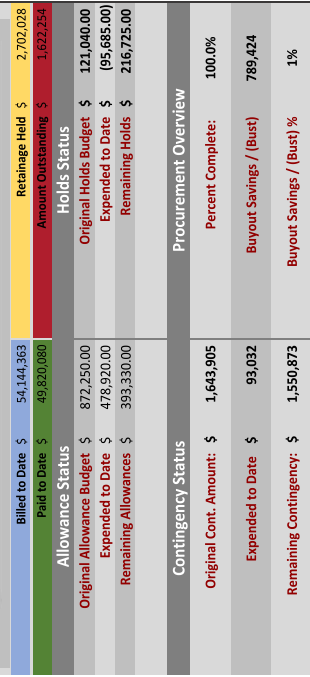 Billed to Date $ 54,144,363 Retainage Held $ 2,702,028
Paid to Date $ 49,820,080 Amount Outstanding $ 1,622,254
Allowance Status Holds Status
Original Allowance Budget $ 872,250.00 Original Holds Budget $ 121,040.00
Expended to Date $ 478,920.00 Expended to Date $ (95,685.00)
Remaining Allowances $ 393,330.00 Remaining Holds $ 216,725.00
Contingency Status Procurement Overview
Original Cont. Amount: $ 1,643,905 Percent Complete: 100.0%
Expended to Date $ 93,032 Buyout Savings / (Bust) 789,424
Remaining Contingency: $ 1,550,873 Buyout Savings / (Bust) % 1%